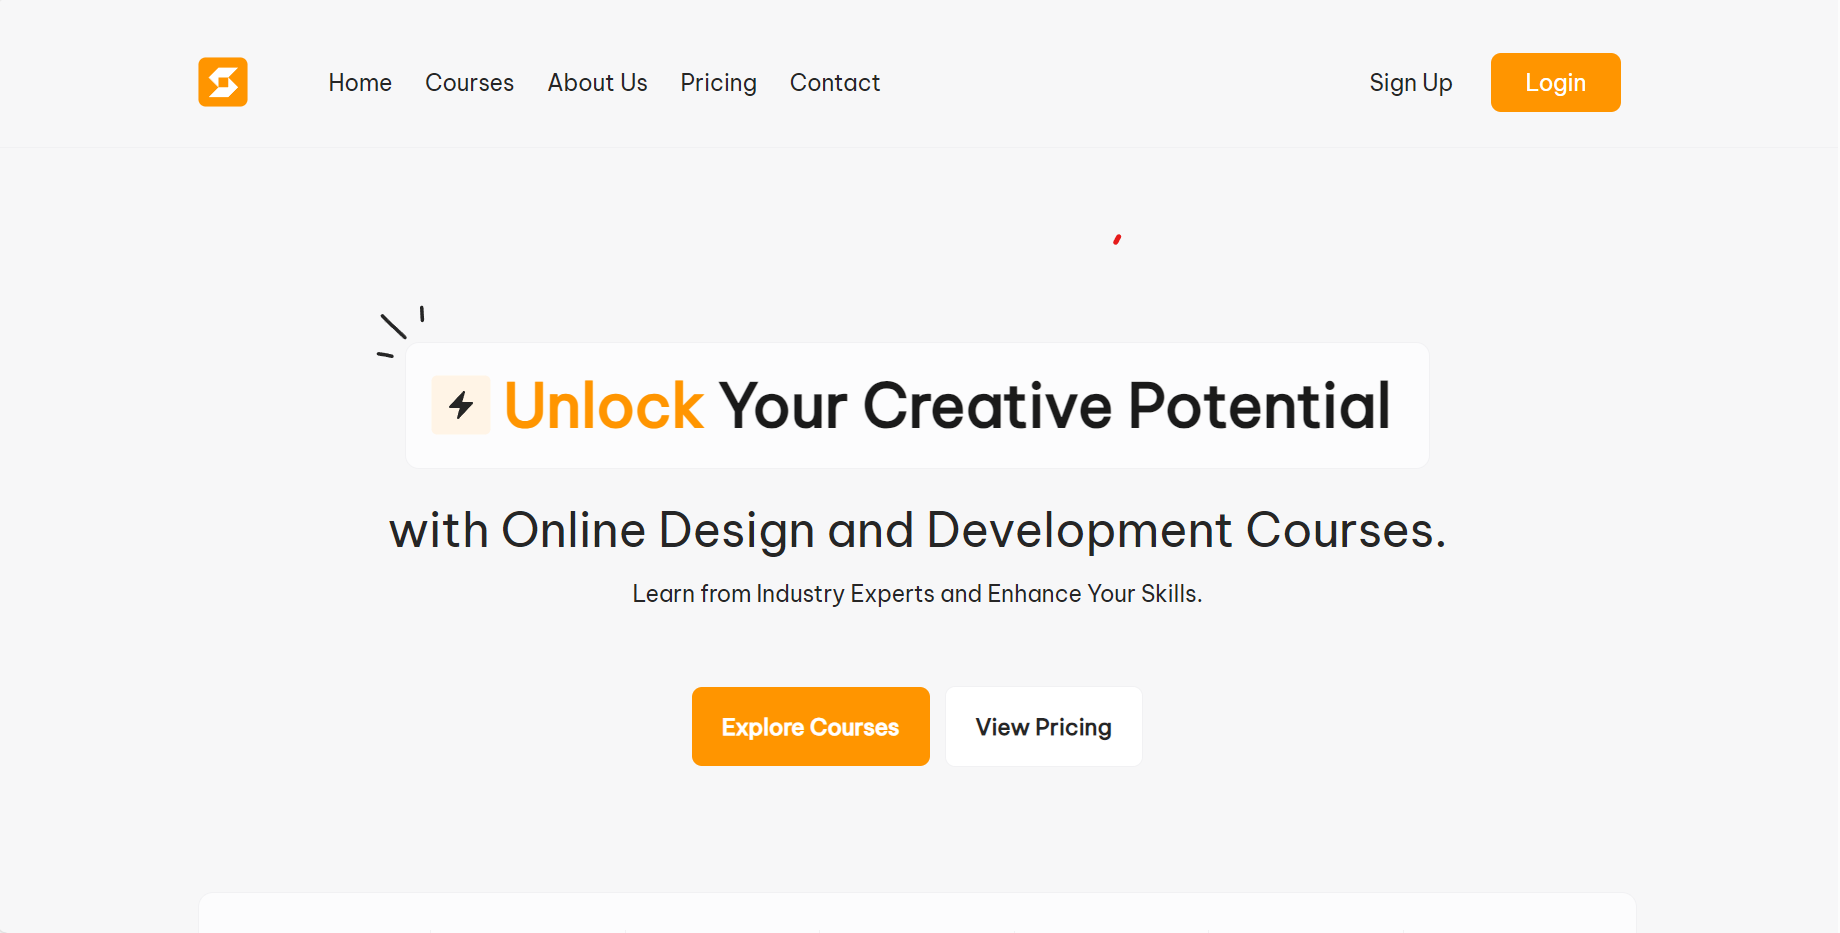 Home Courses About Us Pricing Contact Sign Up Login
Unlock Your Creative Potential
with Online Design and Development Courses.
Learn from Industry Experts and Enhance Your Skills.
Explore Courses View Pricing